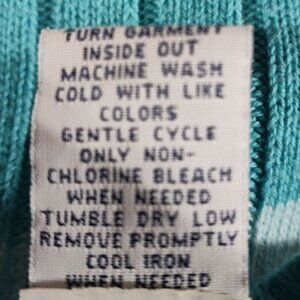 TURN GARMENT
INSIDE OUT
MACHINE WASH
COLD WITH LIKE
COLORS
GENTLE CYCLE
ONLY NON-
CHLORINE BLEACH
WHEN NEEDED
TUMBLE DRY LOW
REMOVE PROMPTLY
COOL IRON
WHEN NEEDED